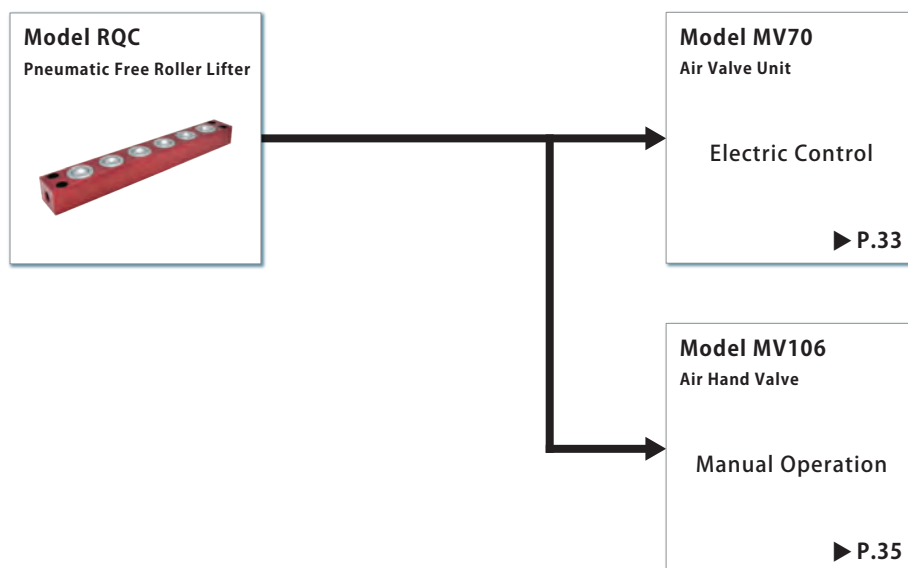 Model RQC
Pneumatic Free Roller Lifter
Model MV70
Air Valve Unit
Electric Control
▶ P.33
Model MV106
Air Hand Valve
Manual Operation
▶ P.35